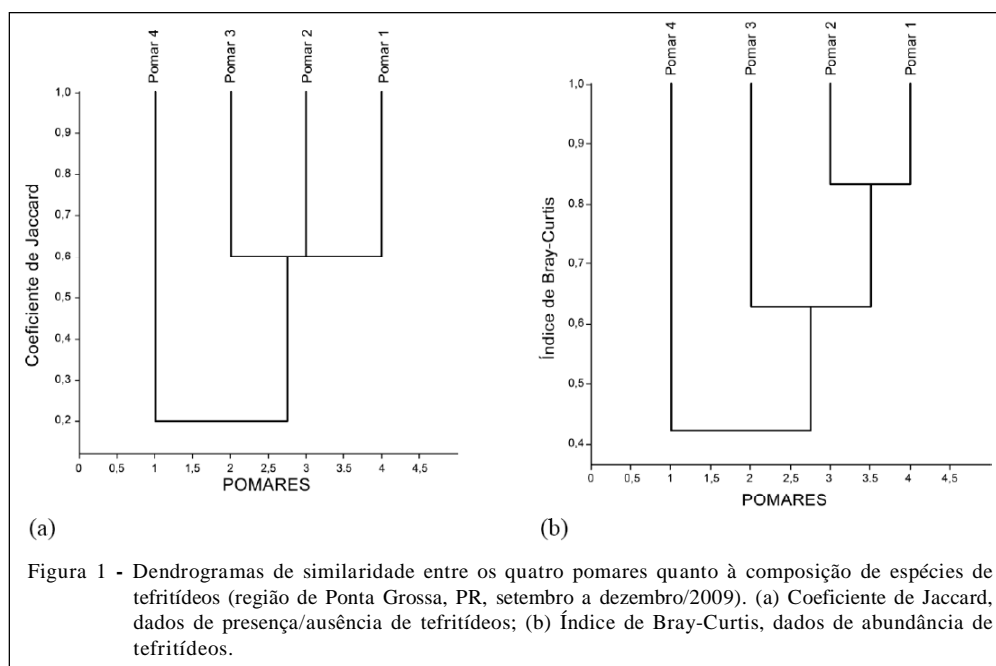 Pomar 4
Pomar 3
Pomar 2
Pomar 1
Coeficiente de Jaccard
1,0
0,9
0,8
0,7
0,6
0,5
0,4
0,3
0,2
0 0,5 1 1,5 2 2,5 3 3.5 4 4,5
POMARES
(a)
Pomar 4
Pomar 3
Pomar 2
Pomar 1
Índice de Bray-Curtis
1,0
0,9
0.8
0,7
0,6
0,5
0,4
0 0,5 1 1,5 2 2,5 3 3.5 4 4,5
POMARES
(b)
Figura 1 - Dendrogramas de similaridade entre os quatro pomares quanto à composição de espécies de
tefritídeos (região de Ponta Grossa, PR, setembro a dezembro/2009). (a) Coeficiente de Jaccard,
dados de presença/ausência de tefritídeos; (b) Índice de Bray-Curtis, dados de abundância de
tefritídeos.